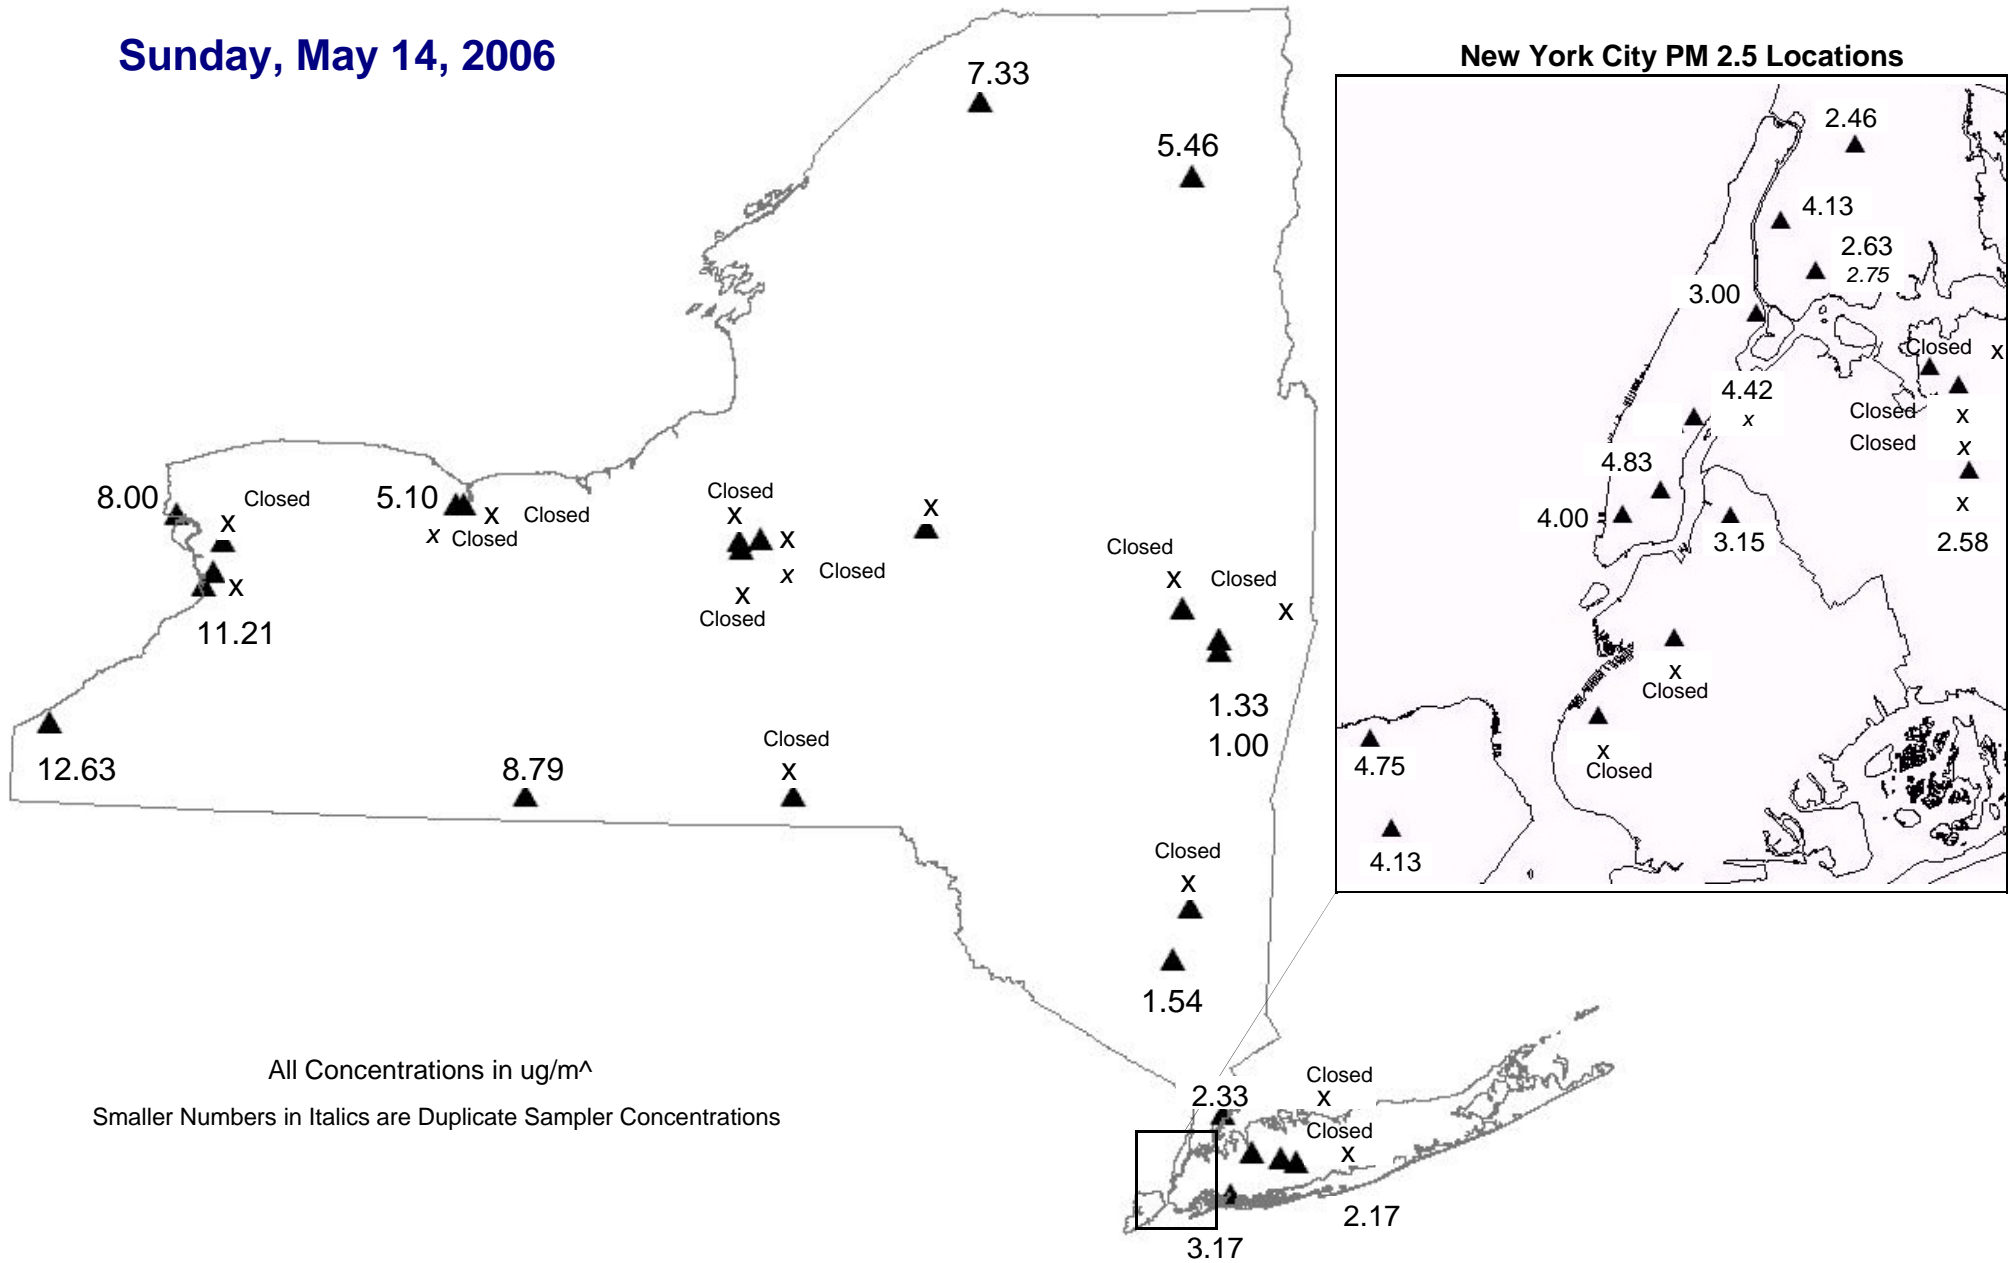 Sunday, May 14, 2006
New York City PM 2.5 Locations
7.33
5.46
8.00
x
Closed
5.10
x
Closed
x
Closed
Closed
x
x
x
Closed
x
Closed
x
Closed
x
Closed
x
x
11.21
1.33
1.00
12.63
8.79
Closed
x
Closed
x
1.54
All Concentrations in ug/m^
Smaller Numbers in Italics are Duplicate Sampler Concentrations
2.33
Closed
x
Closed
x
2.17
3.17
2.46
4.13
2.63
2.75
3.00
Closed
x
4.42
x
Closed
x
Closed
x
4.83
x
4.00
3.15
2.58
x
Closed
x
Closed
4.75
4.13